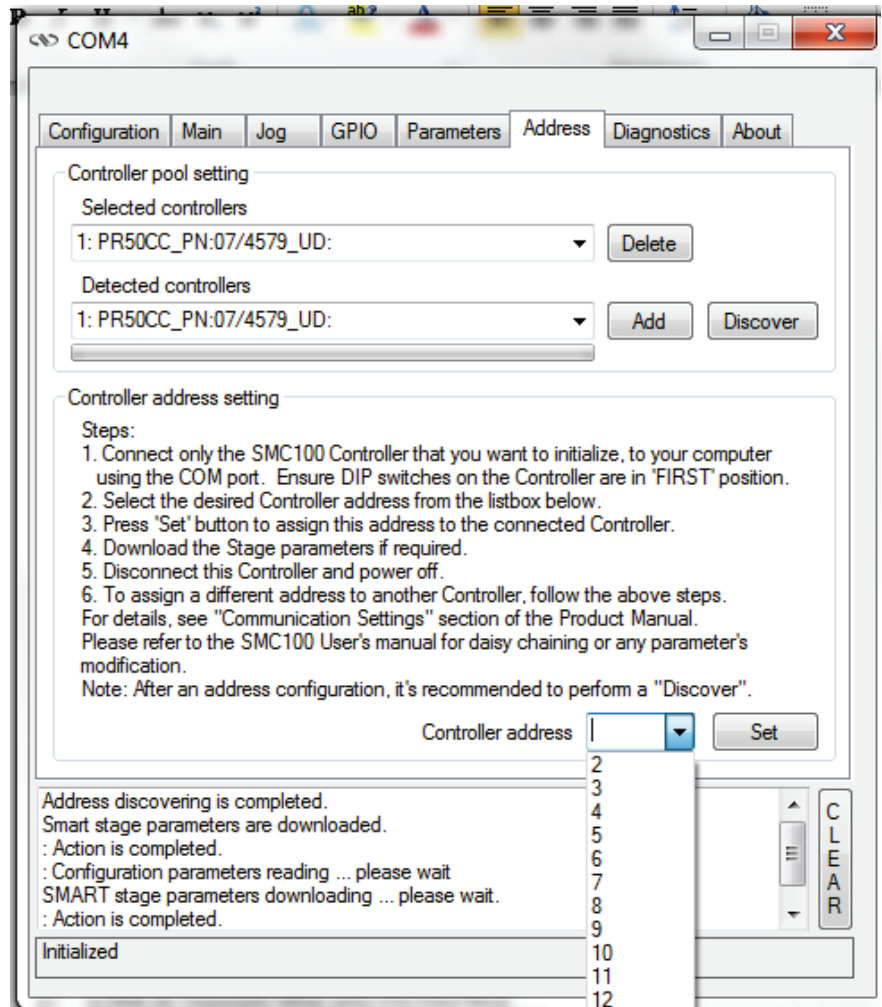 COM4
Configuration
Main
Jog
GPIO
Parameters
Address
Diagnostics
About
Controller pool setting
Selected controllers
1: PR50CC_PN:07/4579_UD:
Delete
Detected controllers
1: PR50CC_PN:07/4579_UD:
Add
Discover
Controller address setting
Steps:
1. Connect only the SMC100 Controller that you want to initialize, to your computer
using the COM port. Ensure DIP switches on the Controller are in 'FIRST' position.
2. Select the desired Controller address from the listbox below.
3. Press 'Set' button to assign this address to the connected Controller.
4. Download the Stage parameters if required.
5. Disconnect this Controller and power off.
6. To assign a different address to another Controller, follow the above steps.
For details, see "Communication Settings" section of the Product Manual.
Please refer to the SMC100 User's manual for daisy chaining or any parameter's
modification.
Note: After an address configuration, it's recommended to perform a "Discover".
Controller address
Set
2
3
4
5
6
7
8
9
10
11
12
Address discovering is completed.
Smart stage parameters are downloaded.
: Action is completed.
: Configuration parameters reading ... please wait
SMART stage parameters downloading ... please wait.
: Action is completed.
CLEAR
Initialized